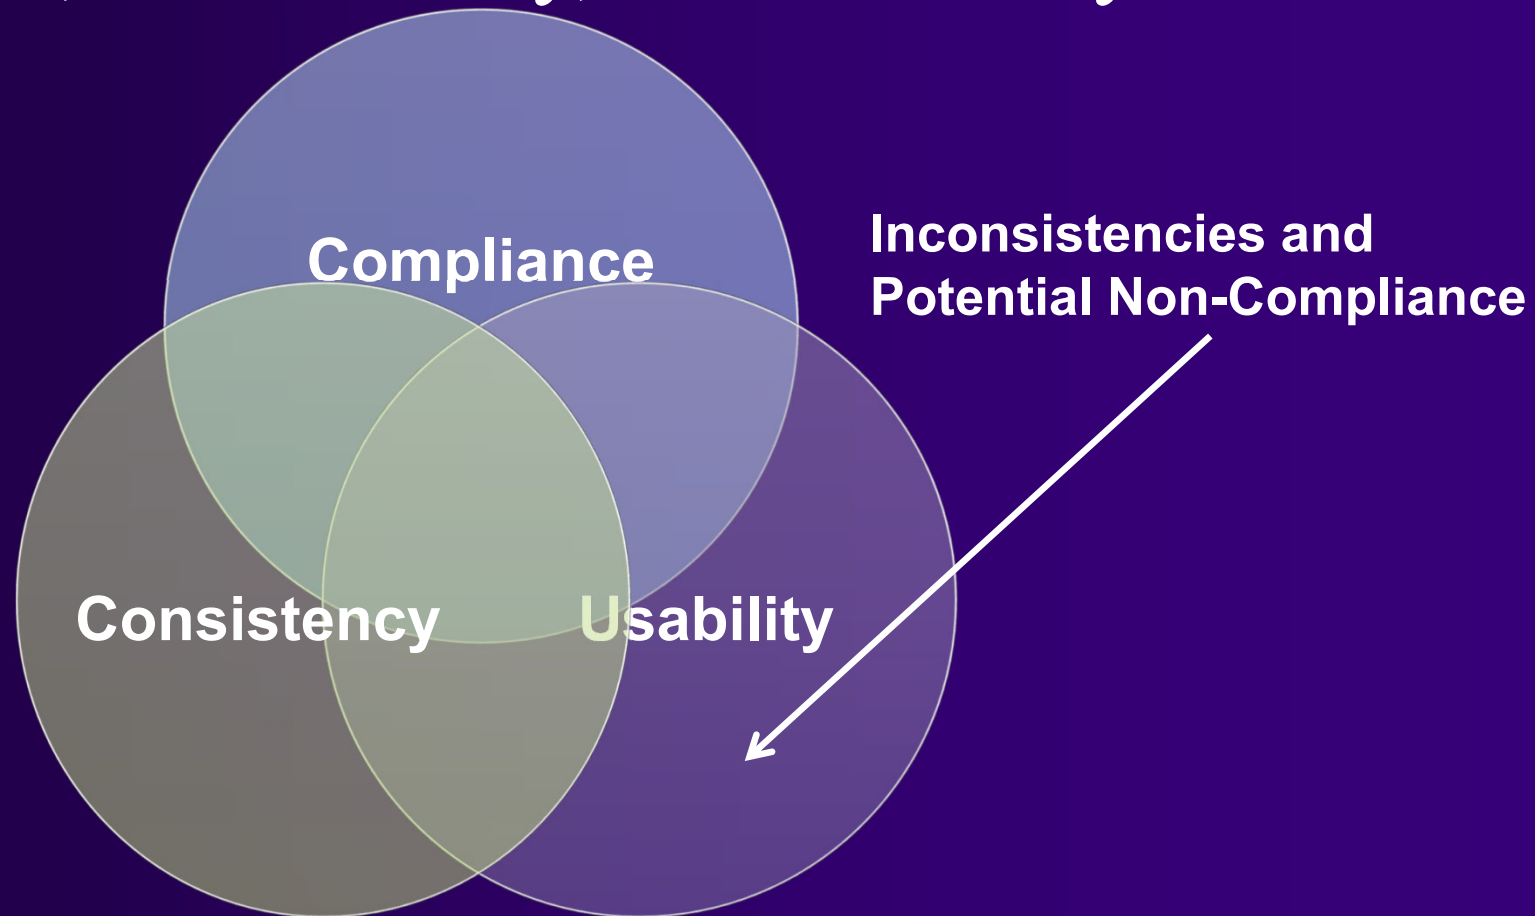 Compliance
Inconsistencies and
Potential Non-Compliance
Consistency
Usability